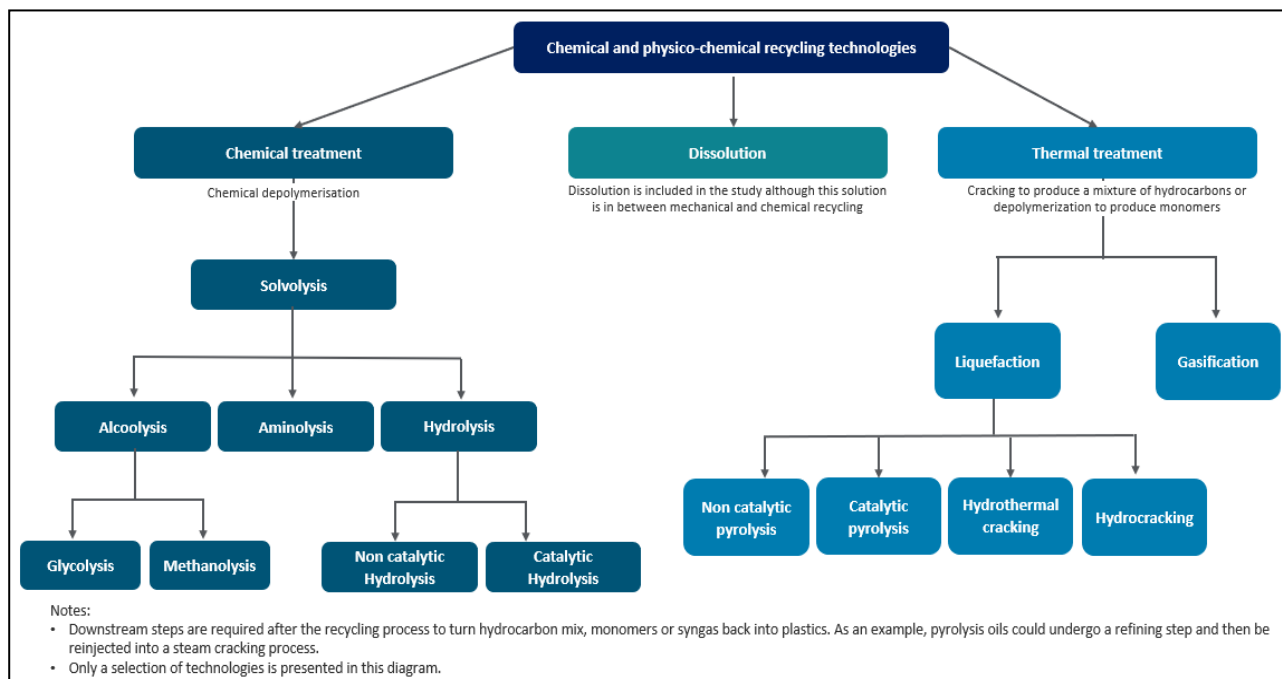 Chemical and physico-chemical recycling technologies
Chemical treatment
Dissolution
Thermal treatment
Chemical depolymerisation
Dissolution is included in the study although this solution
is in between mechanical and chemical recycling
Cracking to produce a mixture of hydrocarbons or
depolymerization to produce monomers
Solvolysis
Liquefaction
Gasification
Alcoolysis
Aminolysis
Hydrolysis
Non catalytic
pyrolysis
Catalytic
pyrolysis
Hydrothermal
cracking
Hydrocracking
Glycolysis
Methanolysis
Non catalytic
Hydrolysis
Catalytic
Hydrolysis
Notes:
• Downstream steps are required after the recycling process to turn hydrocarbon mix, monomers or syngas back into plastics. As an example, pyrolysis oils could undergo a refining step and then be
reinjected into a steam cracking process.
• Only a selection of technologies is presented in this diagram.